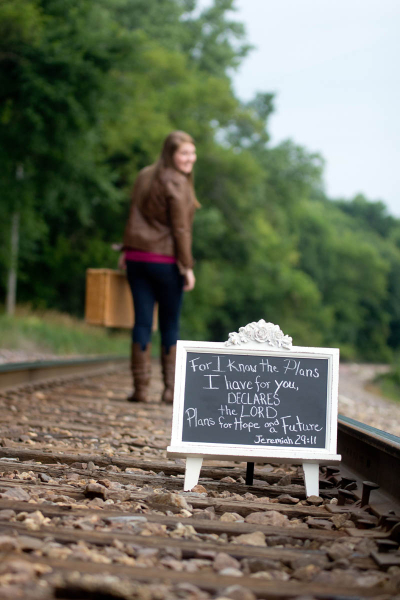 For I Know the Plans
I have for you,
DECLARES
the LORD
Plans for Hope and a Future
Jeremiah 29:11